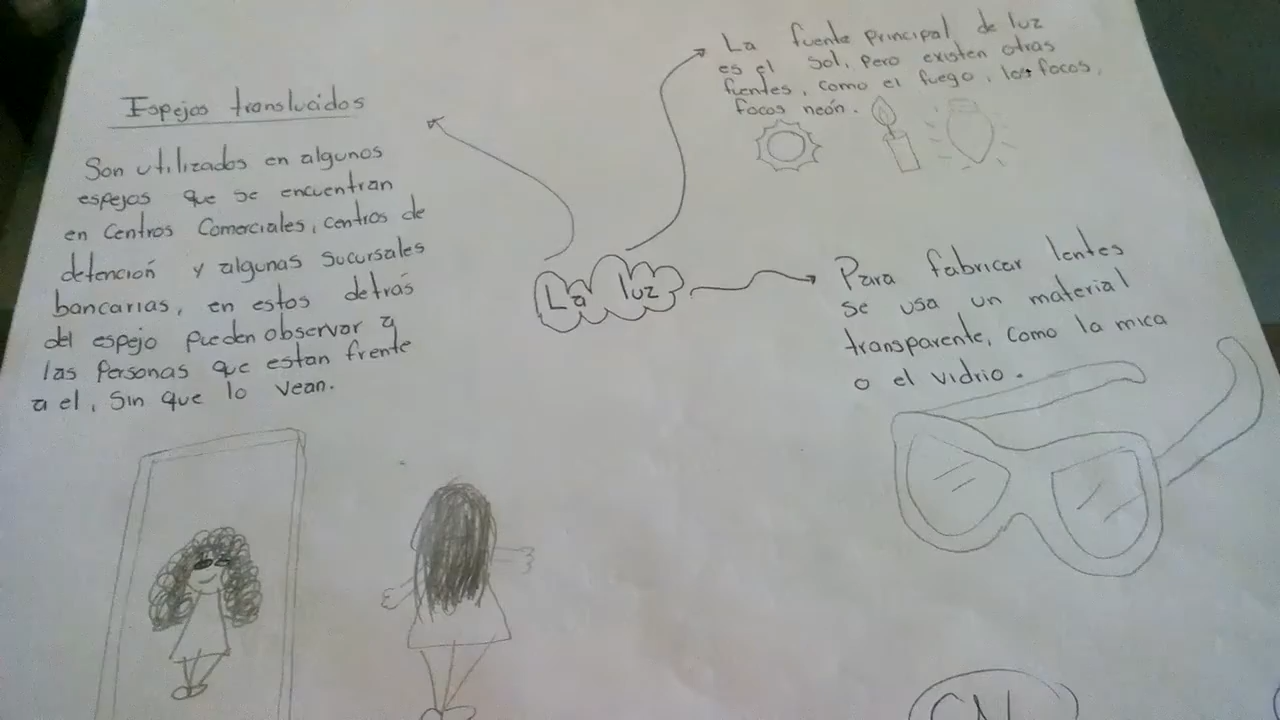 La fuente principal de luz
es el sol, pero existen otras
fuentes, como el fuego, los focos,
focos neón.
Espejos translucidos
Son utilizados en algunos
espejos que se encuentran
en Centros Comerciales, centros de
detención y algunas Sucursales
bancarias, en estos detrás
del espejo pueden observar a
las Personas que estan frente
a el, Sin que lo vean.
La luz
Para fabricar lentes
se usa un material
transparente, como la mica
o el vidrio.
CN